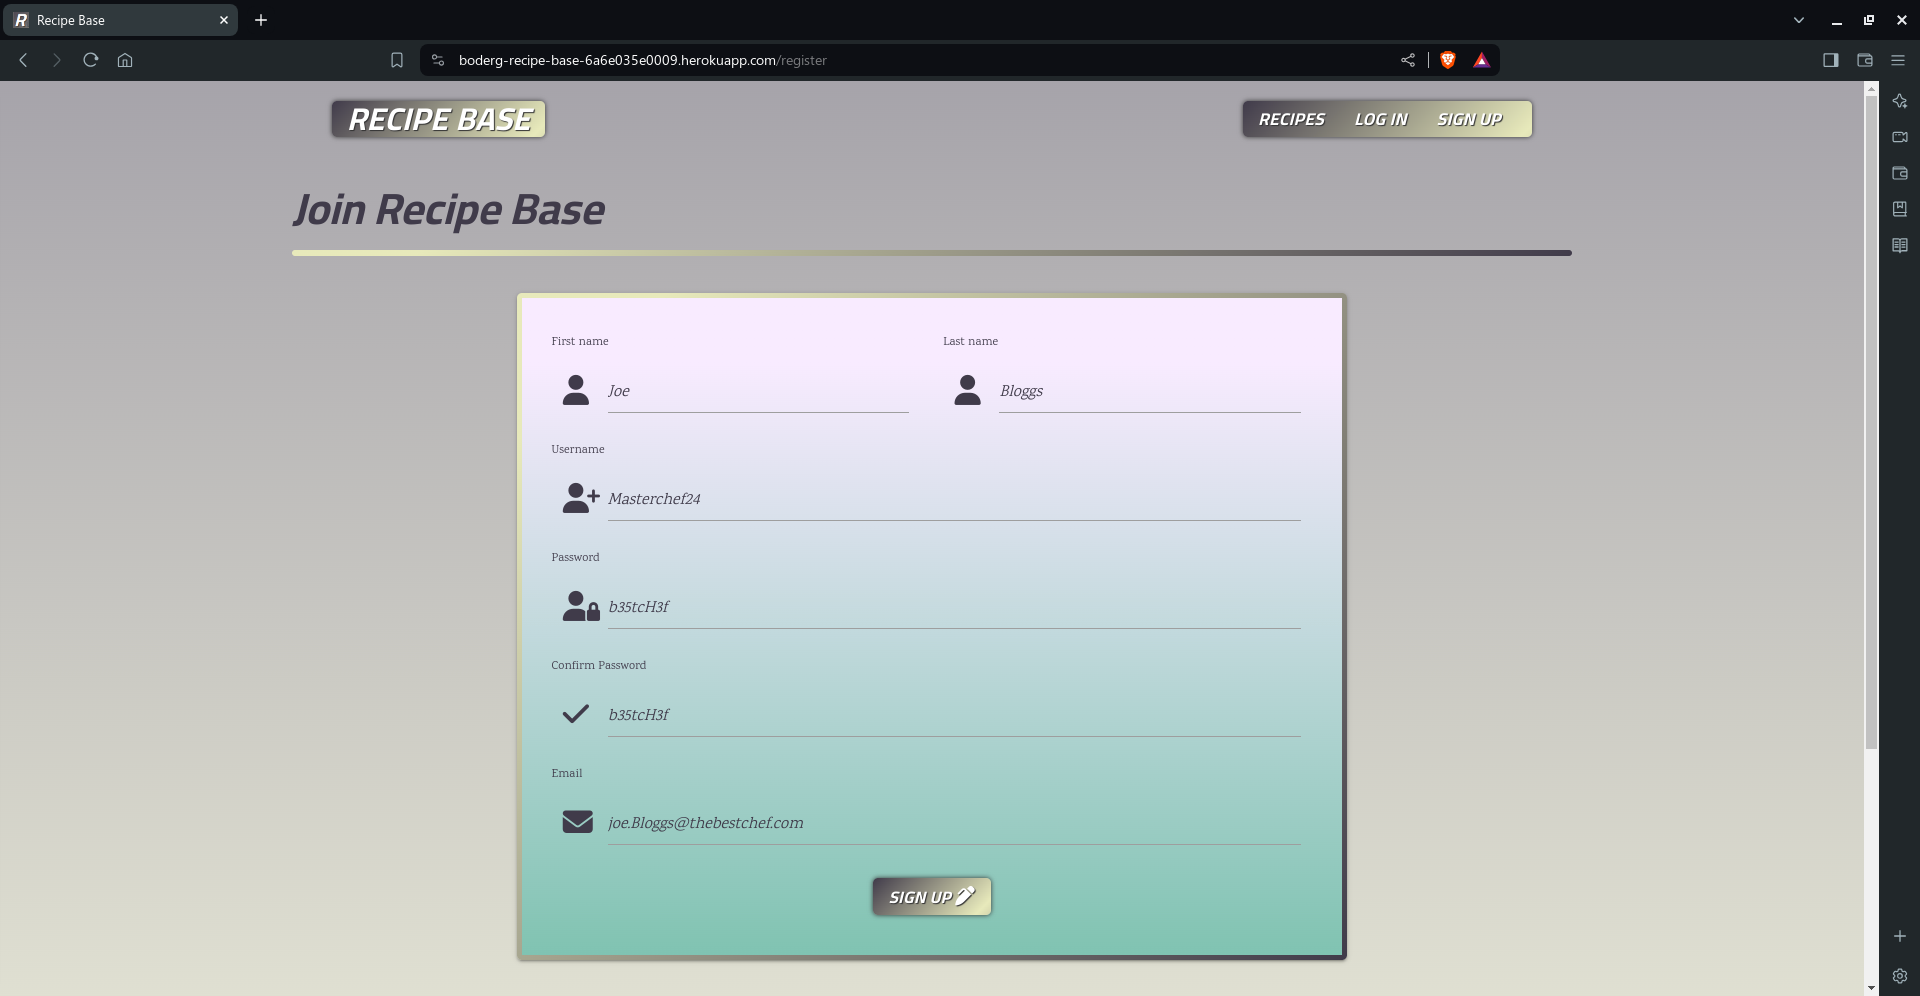 Recipe Base
boderg-recipe-base-6a6e035e0009.herokuapp.com/register
RECIPE BASE
RECIPES LOG IN SIGN UP
Join Recipe Base
First name Last name
Joe Bloggs
Username
Masterchef24
Password
b35tcH3f
Confirm Password
b35tcH3f
Email
joe.Bloggs@thebestchef.com
SIGN UP